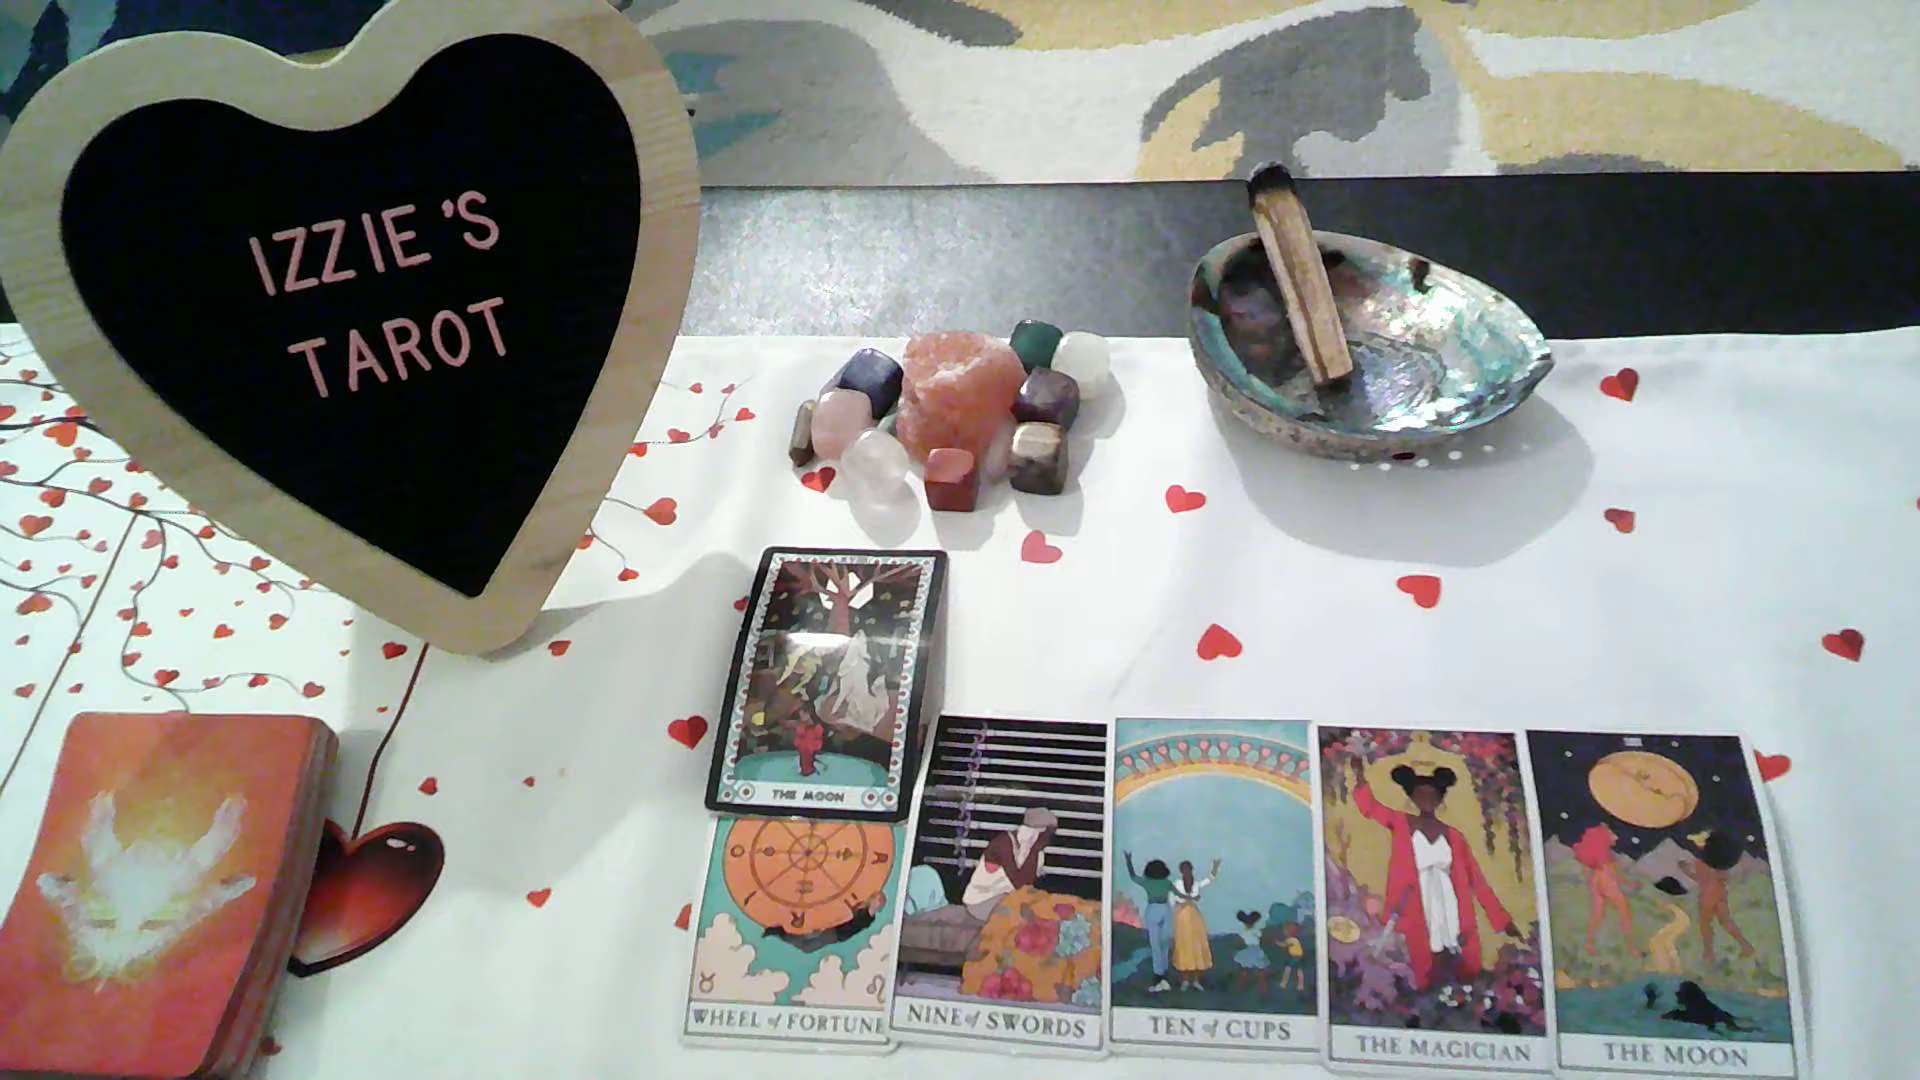 IZZIE'S
TAROT
THE MOON
WHEEL of FORTUNE
NINE of SWORDS
TEN of CUPS
THE MAGICIAN
THE MOON